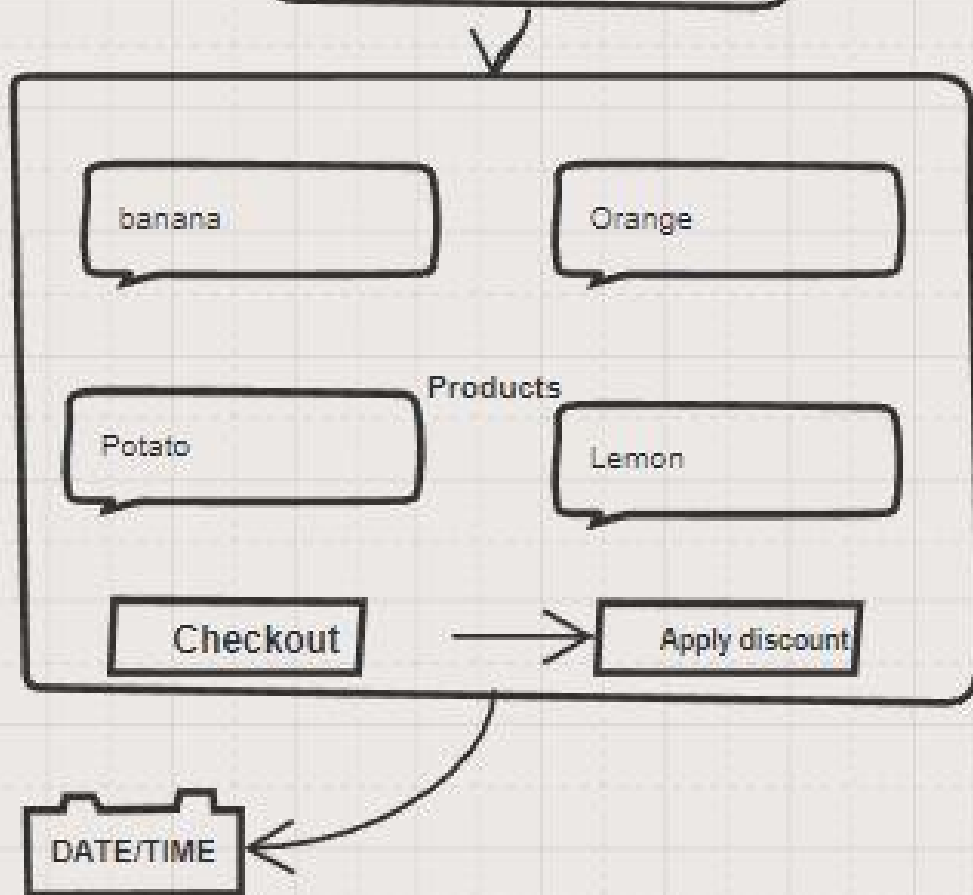 banana
Orange
Products
Potato
Lemon
Checkout
Apply discount
DATE/TIME